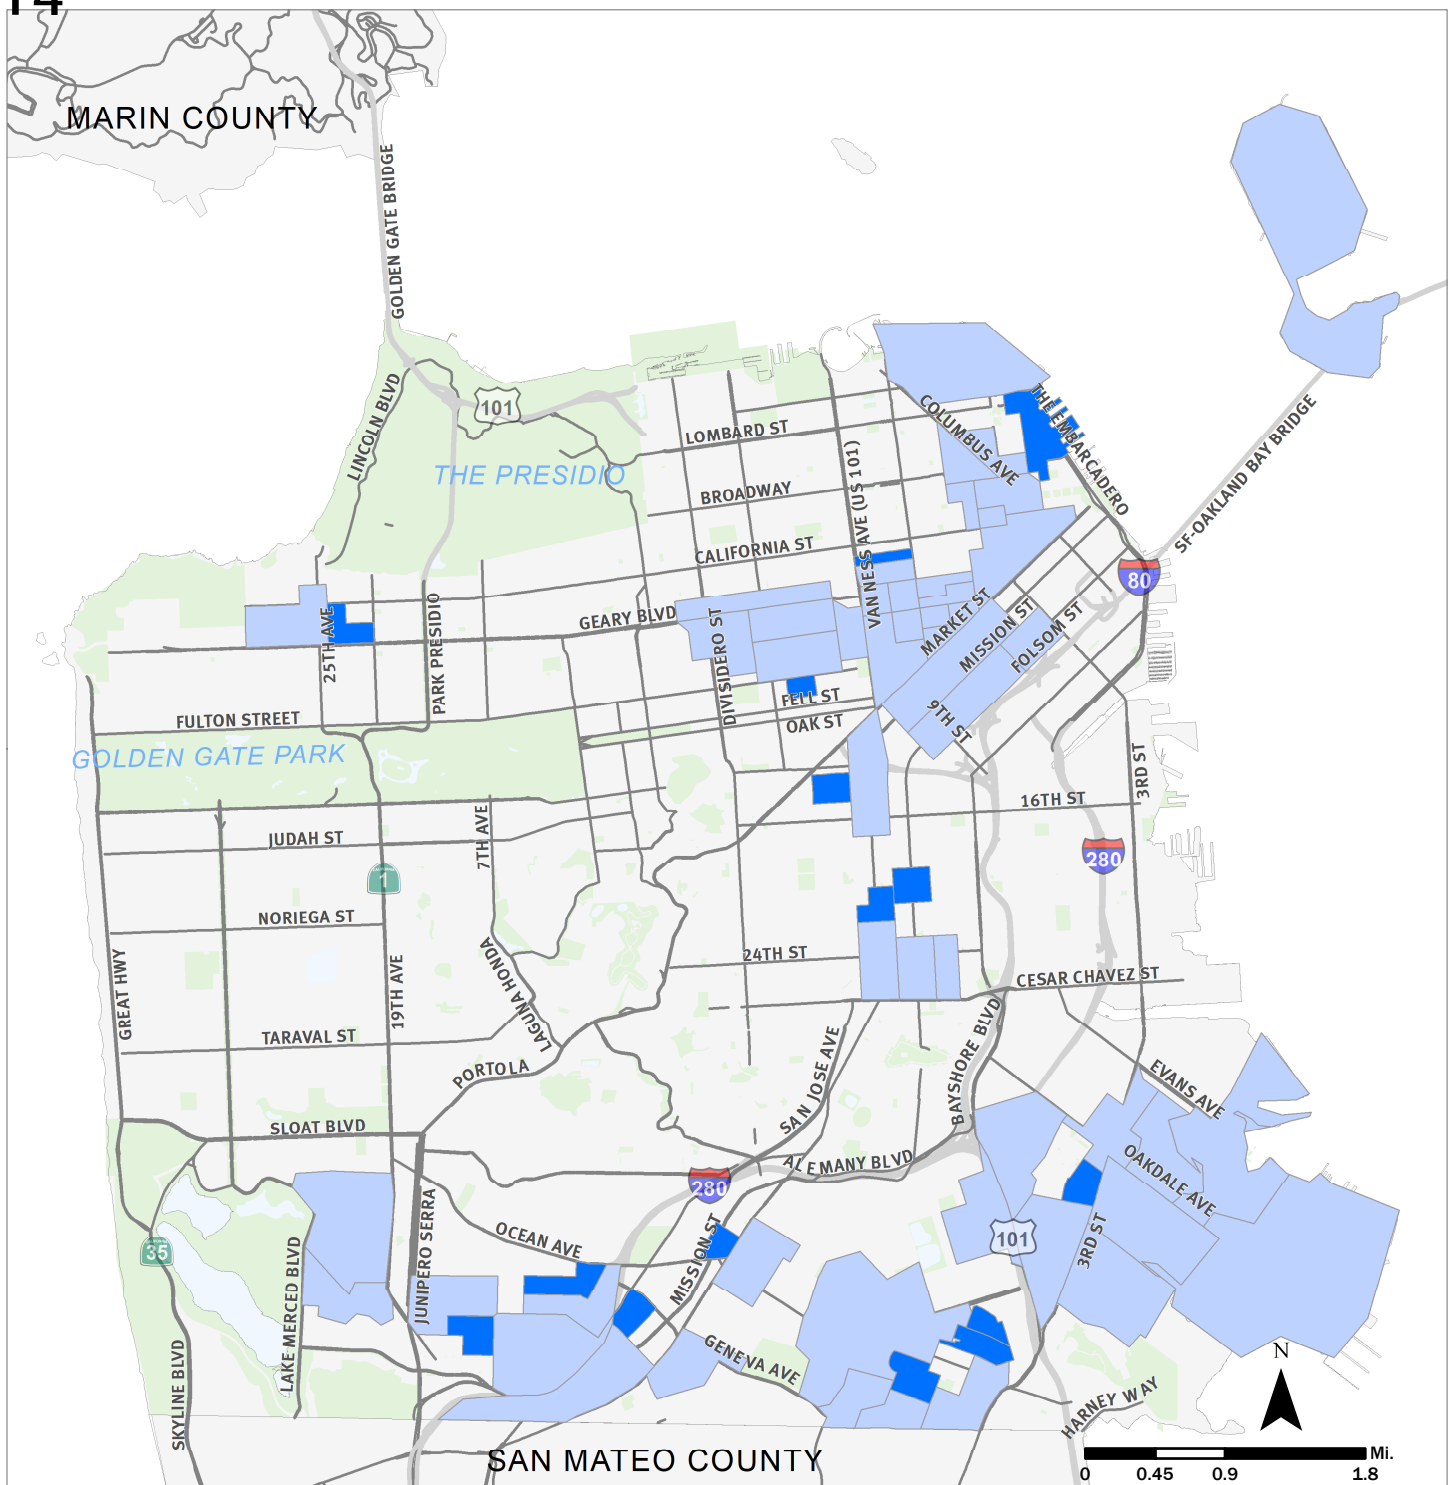 14
MARIN COUNTY
GOLDEN GATE BRIDGE
LINCOLN BLVD
101
THE PRESIDIO
LOMBARD ST
BROADWAY
CALIFORNIA ST
VAN NESS AVE (US 101)
COLUMBUS AVE
THE EMBARCADERO
SF-OAKLAND BAY BRIDGE
80
25TH AVE
PARK PRESIDIO
GEARY BLVD
DIVISIDERO ST
MARKET ST
MISSION ST
FOLSOM ST
9TH ST
FELL ST
OAK ST
FULTON STREET
GOLDEN GATE PARK
3RD ST
16TH ST
280
JUDAH ST
7TH AVE
CALIFORNIA
1
NORIEGA ST
GREAT HWY
19TH AVE
LAGUNA HONDA
24TH ST
CESAR CHAVEZ ST
TARAVAL ST
PORTOLA
SAN JOSE AVE
BAYSHORE BLVD
EVANS AVE
SLOAT BLVD
ALEMANY BLVD
280
OAKDALE AVE
35
LAKE MERCED BLVD
JUNIPERO SERRA
OCEAN AVE
MISSION ST
101
3RD ST
SKYLINE BLVD
GENEVA AVE
HARNEY WAY
N
SAN MATEO COUNTY
Mi.
0 0.45 0.9 1.8